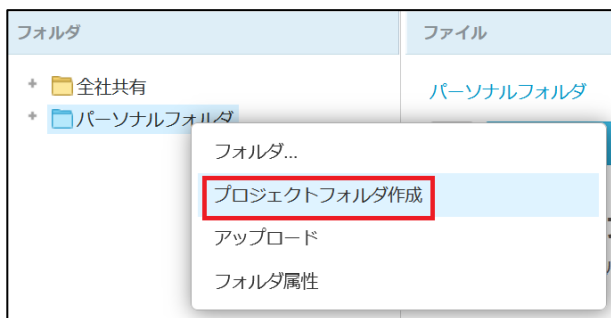 フォルダ
ファイル
全社共有
パーソナルフォルダ
パーソナルフォルダ
フォルダ...
プロジェクトフォルダ作成
アップロード
フォルダ属性